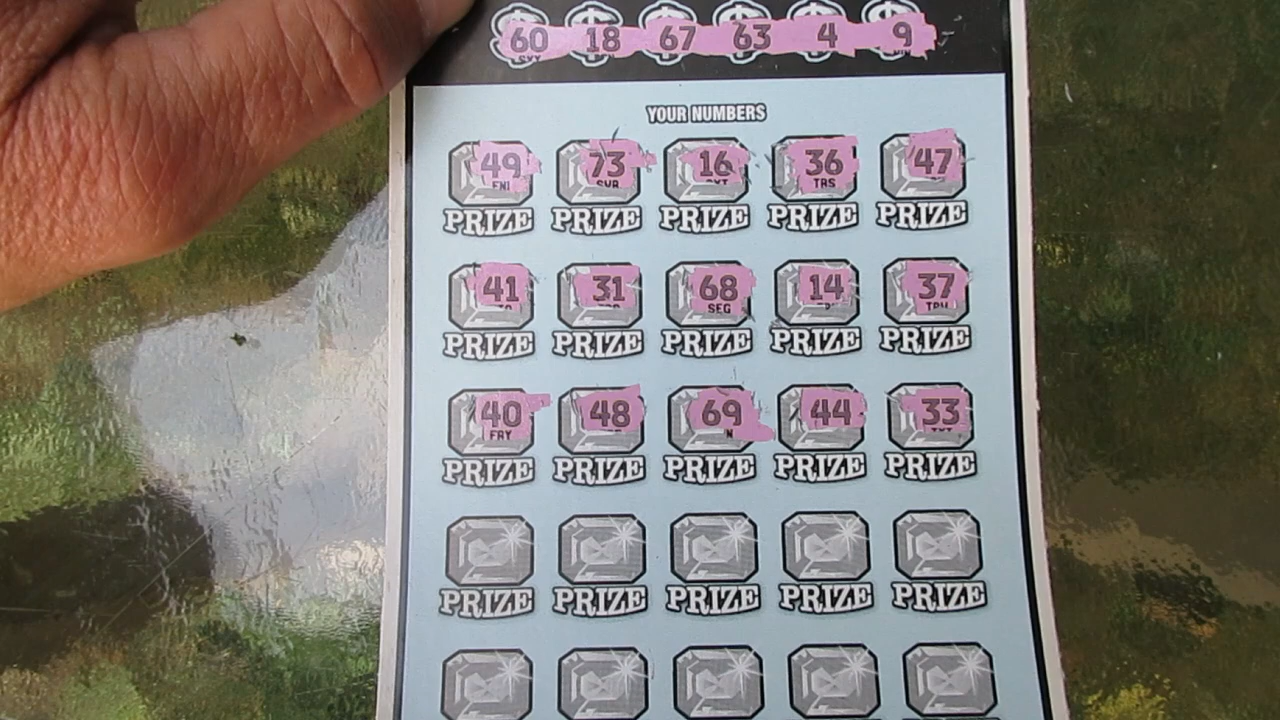 60 18 67 63 4 9
YOUR NUMBERS
49 73 16 36 47
PRIZE PRIZE PRIZE PRIZE PRIZE
41 31 68 14 37
SEG
PRIZE PRIZE PRIZE PRIZE PRIZE
40 48 69 44 33
FRY
PRIZE PRIZE PRIZE PRIZE PRIZE
PRIZE PRIZE PRIZE PRIZE PRIZE